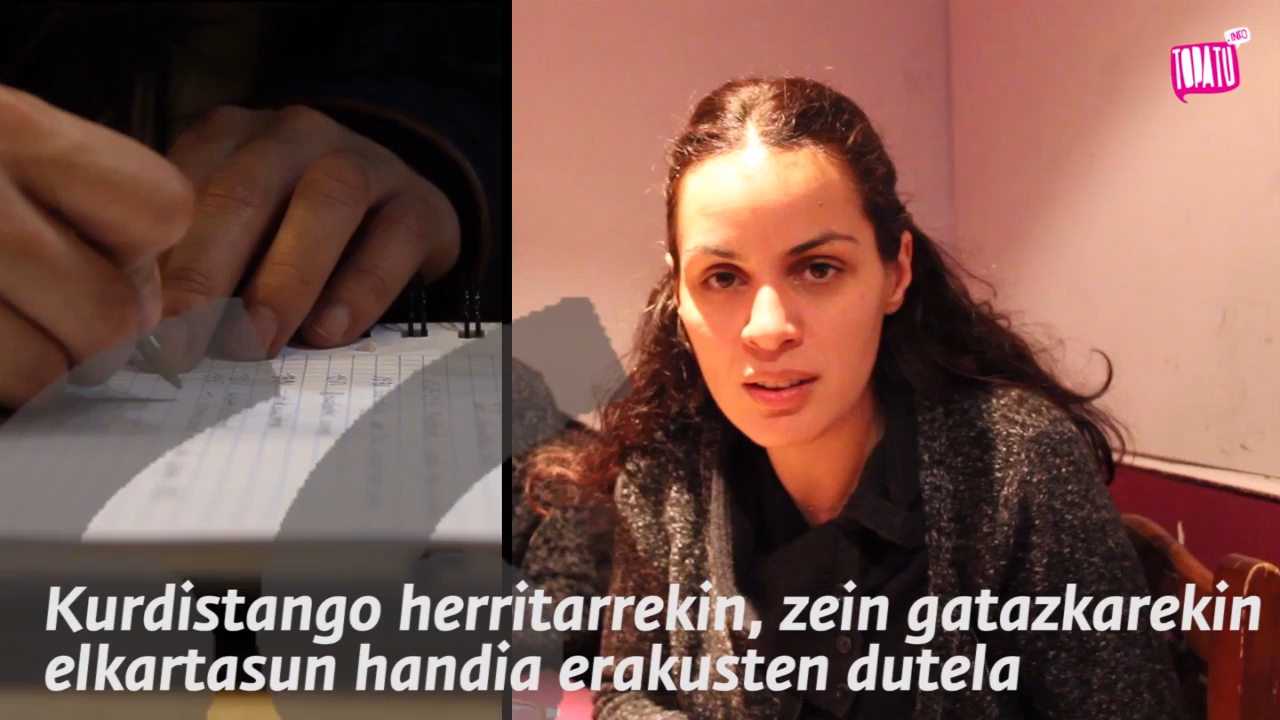 TOPATU
.INFO
Kurdistango herritarrekin, zein gatazkarekin
elkartasun handia erakusten dutela